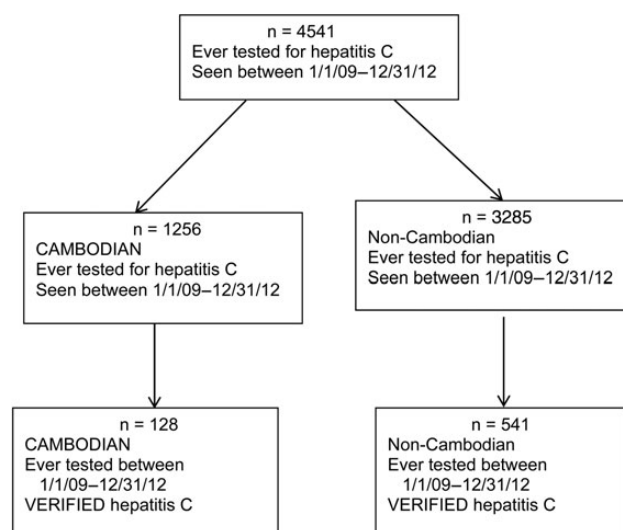 n = 4541
Ever tested for hepatitis C
Seen between 1/1/09–12/31/12
n = 1256
CAMBODIAN
Ever tested for hepatitis C
Seen between 1/1/09–12/31/12
n = 3285
Non-Cambodian
Ever tested for hepatitis C
Seen between 1/1/09–12/31/12
n = 128
CAMBODIAN
Ever tested between
1/1/09–12/31/12
VERIFIED hepatitis C
n = 541
Non-Cambodian
Ever tested between
1/1/09–12/31/12
VERIFIED hepatitis C